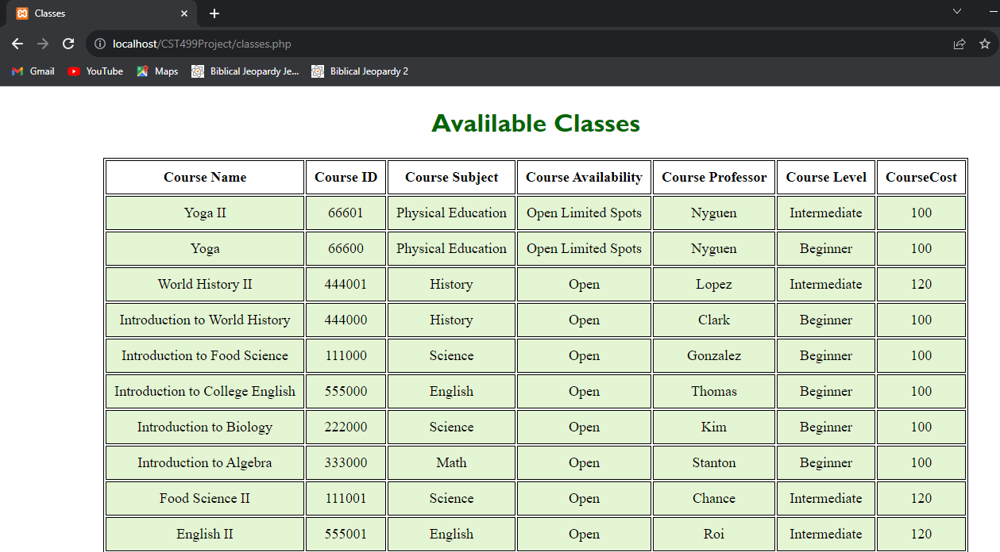 Classes
localhost/CST499Project/classes.php
Gmail YouTube Maps Biblical Jeopardy Je... Biblical Jeopardy 2
Avalilable Classes
Course Name Course ID Course Subject Course Availability Course Professor Course Level CourseCost
Yoga II 66601 Physical Education Open Limited Spots Nyguen Intermediate 100
Yoga 66600 Physical Education Open Limited Spots Nyguen Beginner 100
World History II 444001 History Open Lopez Intermediate 120
Introduction to World History 444000 History Open Clark Beginner 100
Introduction to Food Science 111000 Science Open Gonzalez Beginner 100
Introduction to College English 555000 English Open Thomas Beginner 100
Introduction to Biology 222000 Science Open Kim Beginner 100
Introduction to Algebra 333000 Math Open Stanton Beginner 100
Food Science II 111001 Science Open Chance Intermediate 120
English II 555001 English Open Roi Intermediate 120